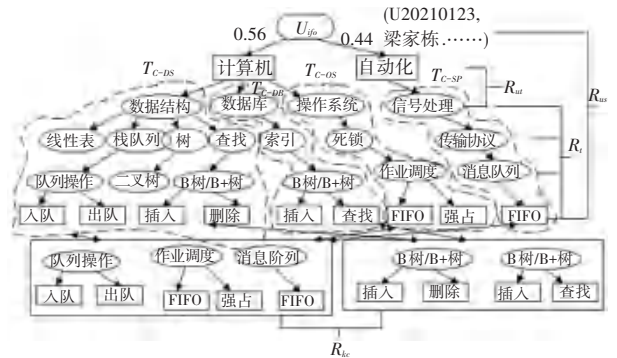 (U20210123,
0.56 U_ifo 0.44 梁家栋.……)
T_C-DS 计算机 T_C-OS 自动化 T_C-SP
R_ut R_us
T_C-DB
数据结构 数据库 操作系统 信号处理
线性表 栈队列 树 查找 索引 死锁 传输协议 R_t
队列操作 二叉树 B树/B+树 B树/B+树 作业调度 消息队列
入队 出队 插入 删除 插入 查找 FIFO 强占 FIFO
队列操作 作业调度 消息阶列 B树/B+树 B树/B+树
入队 出队 FIFO 强占 FIFO 插入 删除 插入 查找
R_kc